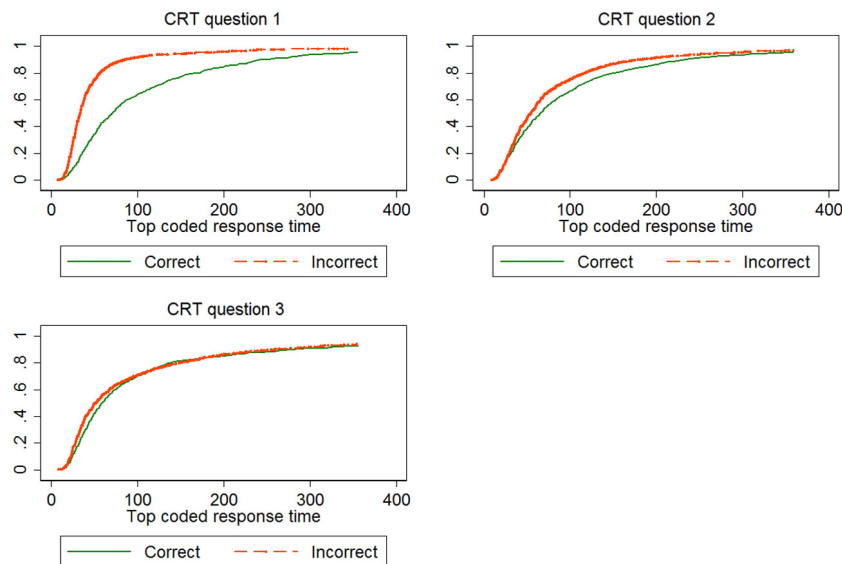 CRT question 1
1
.8
.6
.4
.2
0
0 100 200 300 400
Top coded response time
Correct Incorrect
CRT question 2
1
.8
.6
.4
.2
0
0 100 200 300 400
Top coded response time
Correct Incorrect
CRT question 3
1
.8
.6
.4
.2
0
0 100 200 300 400
Top coded response time
Correct Incorrect